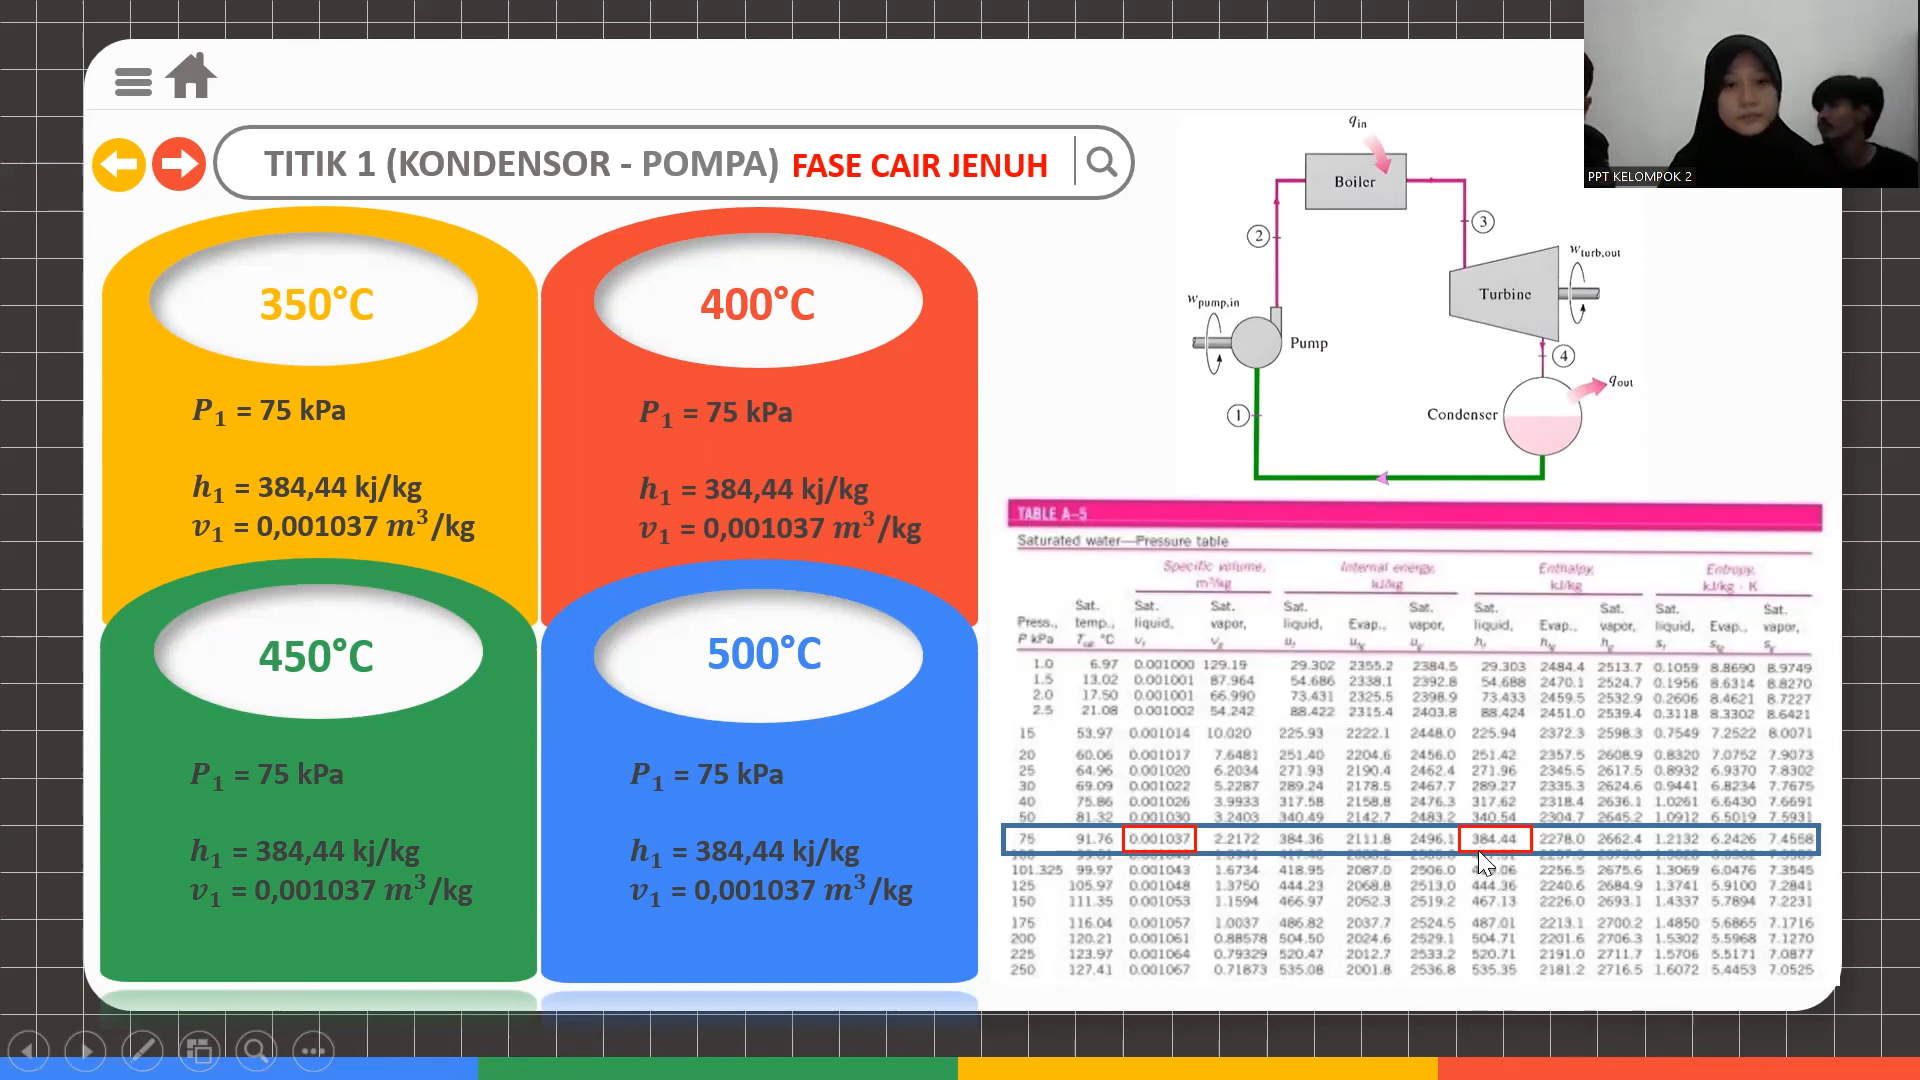 TITIK 1 (KONDENSOR - POMPA) FASE CAIR JENUH
350°C
P₁ = 75 kPa
h₁ = 384,44 kj/kg
v₁ = 0,001037 m³/kg
400°C
P₁ = 75 kPa
h₁ = 384,44 kj/kg
v₁ = 0,001037 m³/kg
450°C
P₁ = 75 kPa
h₁ = 384,44 kj/kg
v₁ = 0,001037 m³/kg
500°C
P₁ = 75 kPa
h₁ = 384,44 kj/kg
v₁ = 0,001037 m³/kg
PPT KELOMPOK 2
q in
Boiler
2
3
w turb,out
Turbine
w pump,in
Pump
4
q out
1
Condenser
TABLE A–5
Saturated water—Pressure table
Specific volume, m³/kg Internal energy, kJ/kg Enthalpy, kJ/kg Entropy, kJ/kg · K
Press., P kPa Sat. temp., T sat °C Sat. liquid, vf Sat. vapor, vg Sat. liquid, uf Evap., ufg Sat. vapor, ug Sat. liquid, hf Evap., hfg Sat. vapor, hg Sat. liquid, sf Evap., sfg Sat. vapor, sg
1.0 6.97 0.001000 129.19 29.302 2355.2 2384.5 29.303 2484.4 2513.7 0.1059 8.8690 8.9749
1.5 13.02 0.001001 87.964 54.686 2338.1 2392.8 54.688 2470.1 2524.7 0.1956 8.6314 8.8270
2.0 17.50 0.001001 66.990 73.431 2325.5 2398.9 73.433 2459.5 2532.9 0.2606 8.4621 8.7227
2.5 21.08 0.001002 54.242 88.422 2315.4 2403.8 88.424 2451.0 2539.4 0.3118 8.3302 8.6421
15 53.97 0.001014 10.020 225.93 2222.1 2448.0 225.94 2372.3 2598.3 0.7549 7.2522 8.0071
20 60.06 0.001017 7.6481 251.40 2204.6 2456.0 251.42 2357.5 2608.9 0.8320 7.0752 7.9073
25 64.96 0.001020 6.2034 271.93 2190.4 2462.4 271.96 2345.5 2617.5 0.8932 6.9370 7.8302
30 69.09 0.001022 5.2287 289.24 2178.5 2467.7 289.27 2335.3 2624.6 0.9441 6.8234 7.7675
40 75.86 0.001026 3.9933 317.58 2158.8 2476.3 317.62 2318.4 2636.1 1.0261 6.6430 7.6691
50 81.32 0.001030 3.2403 340.49 2142.7 2483.2 340.54 2304.7 2645.2 1.0912 6.5019 7.5931
75 91.76 0.001037 2.2172 384.36 2111.8 2496.1 384.44 2278.0 2662.4 1.2132 6.2426 7.4558
101.325 99.97 0.001043 1.6734 418.95 2087.0 2506.0 2256.5 2675.6 1.3069 6.0476 7.3545
125 105.97 0.001048 1.3750 444.23 2068.8 2513.0 444.36 2240.6 2684.9 1.3741 5.9100 7.2841
150 111.35 0.001053 1.1594 466.97 2052.3 2519.2 467.13 2226.0 2693.1 1.4337 5.7894 7.2231
175 116.04 0.001057 1.0037 486.82 2037.7 2524.5 487.01 2213.1 2700.2 1.4850 5.6865 7.1716
200 120.21 0.001061 0.88578 504.50 2024.6 2529.1 504.71 2201.6 2706.3 1.5302 5.5968 7.1270
225 123.97 0.001064 0.79329 520.47 2012.7 2533.2 520.71 2191.0 2711.7 1.5706 5.5171 7.0877
250 127.41 0.001067 0.71873 535.08 2001.8 2536.8 535.35 2181.2 2716.5 1.6072 5.4453 7.0525